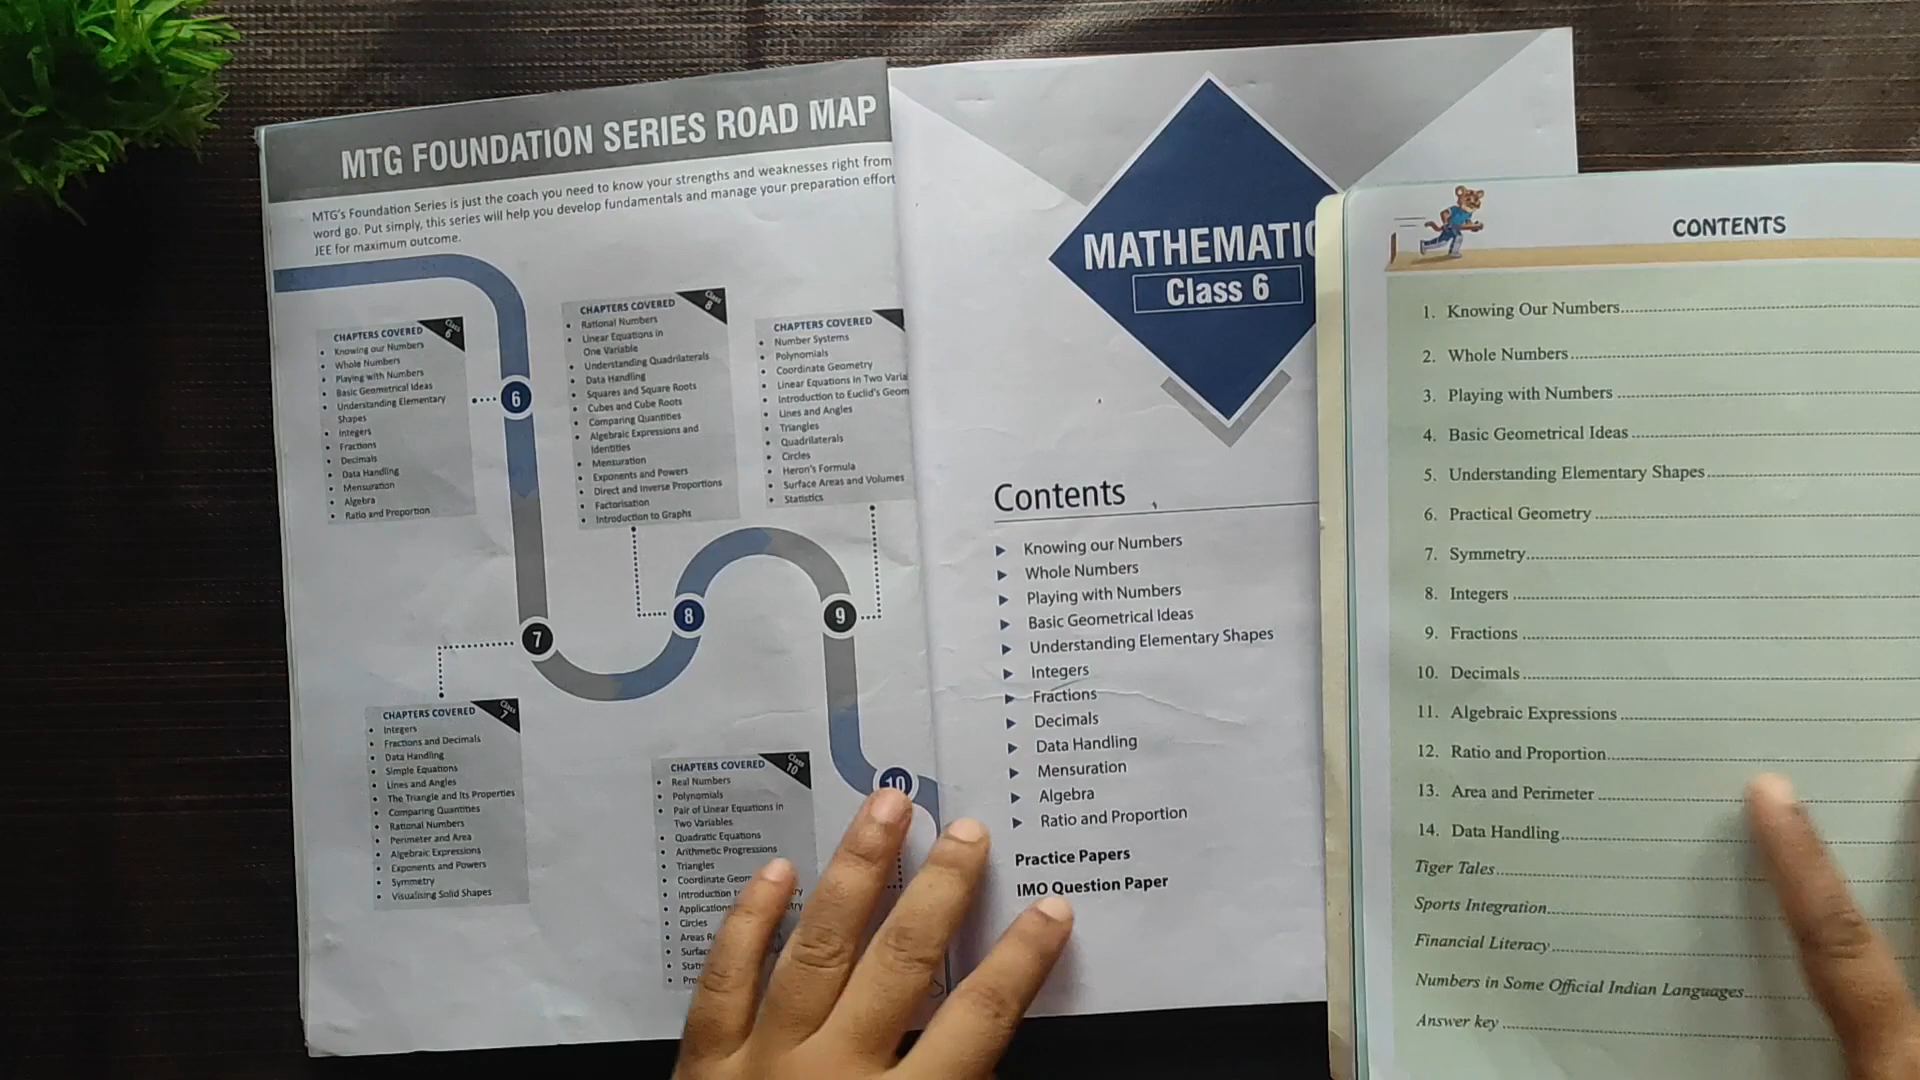 MTG FOUNDATION SERIES ROAD MAP
MTG's Foundation Series is just the coach you need to know your strengths and weaknesses right from
word go. Put simply, this series will help you develop fundamentals and manage your preparation effort
JEE for maximum outcome.
CHAPTERS COVERED
Class 6
• Knowing our Numbers
• Whole Numbers
• Playing with Numbers
• Basic Geometrical Ideas
• Understanding Elementary
Shapes
• Integers
• Fractions
• Decimals
• Data Handling
• Mensuration
• Algebra
• Ratio and Proportion
6
CHAPTERS COVERED
Class 8
• Rational Numbers
• Linear Equations in
One Variable
• Understanding Quadrilaterals
• Data Handling
• Squares and Square Roots
• Cubes and Cube Roots
• Comparing Quantities
• Algebraic Expressions and
Identities
• Mensuration
• Exponents and Powers
• Direct and Inverse Proportions
• Factorisation
• Introduction to Graphs
CHAPTERS COVERED
• Number Systems
• Polynomials
• Coordinate Geometry
• Linear Equations in Two Varia
• Introduction to Euclid's Geom
• Lines and Angles
• Triangles
• Quadrilaterals
• Circles
• Heron's Formula
• Surface Areas and Volumes
• Statistics
7
8
9
CHAPTERS COVERED
Class 7
• Integers
• Fractions and Decimals
• Data Handling
• Simple Equations
• Lines and Angles
• The Triangle and Its Properties
• Comparing Quantities
• Rational Numbers
• Perimeter and Area
• Algebraic Expressions
• Exponents and Powers
• Symmetry
• Visualising Solid Shapes
CHAPTERS COVERED
Class 10
• Real Numbers
• Polynomials
• Pair of Linear Equations in
Two Variables
• Quadratic Equations
• Arithmetic Progressions
• Triangles
• Coordinate Geom
• Introduction
• Applications
• Circles
• Areas
10
MATHEMATIC
Class 6
Contents
Knowing our Numbers
Whole Numbers
Playing with Numbers
Basic Geometrical Ideas
Understanding Elementary Shapes
Integers
Fractions
Decimals
Data Handling
Mensuration
Algebra
Ratio and Proportion
Practice Papers
IMO Question Paper
CONTENTS
1. Knowing Our Numbers
2. Whole Numbers
3. Playing with Numbers
4. Basic Geometrical Ideas
5. Understanding Elementary Shapes
6. Practical Geometry
7. Symmetry
8. Integers
9. Fractions
10. Decimals
11. Algebraic Expressions
12. Ratio and Proportion
13. Area and Perimeter
14. Data Handling
Tiger Tales
Sports Integration
Financial Literacy
Numbers in Some Official Indian Languages
Answer key